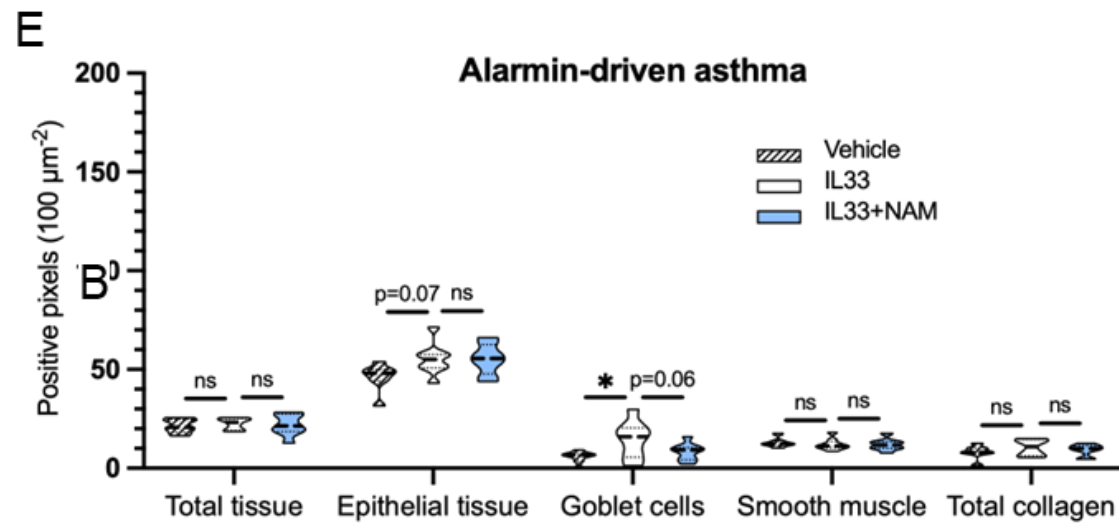 E
Alarmin-driven asthma
Positive pixels (100 µm-2)
200
150
B0
50
0
Vehicle
IL33
IL33+NAM
ns ns
p=0.07 ns
* p=0.06
ns ns
ns ns
Total tissue Epithelial tissue Goblet cells Smooth muscle Total collagen